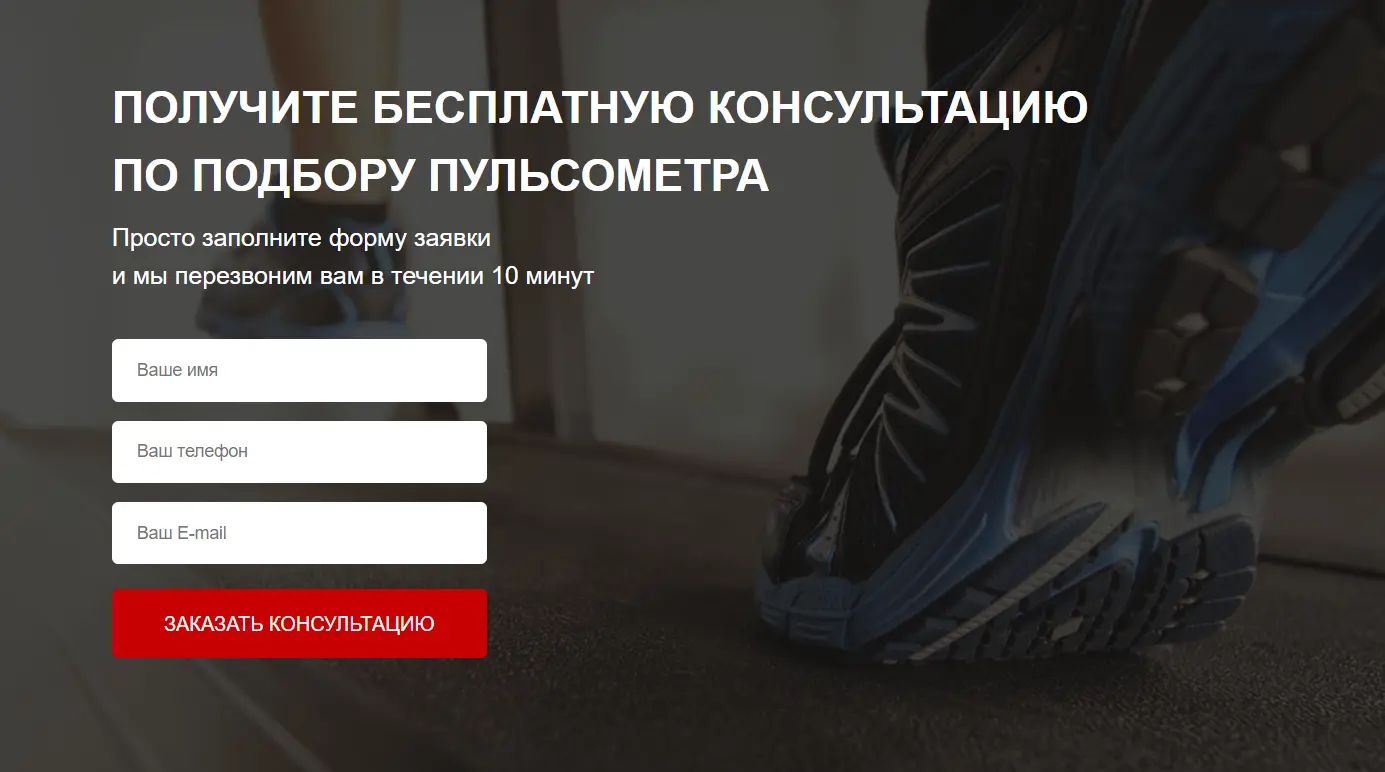 ПОЛУЧИТЕ БЕСПЛАТНУЮ КОНСУЛЬТАЦИЮ
ПО ПОДБОРУ ПУЛЬСОМЕТРА
Просто заполните форму заявки
и мы перезвоним вам в течении 10 минут
Ваше имя
Ваш телефон
Ваш E-mail
ЗАКАЗАТЬ КОНСУЛЬТАЦИЮ